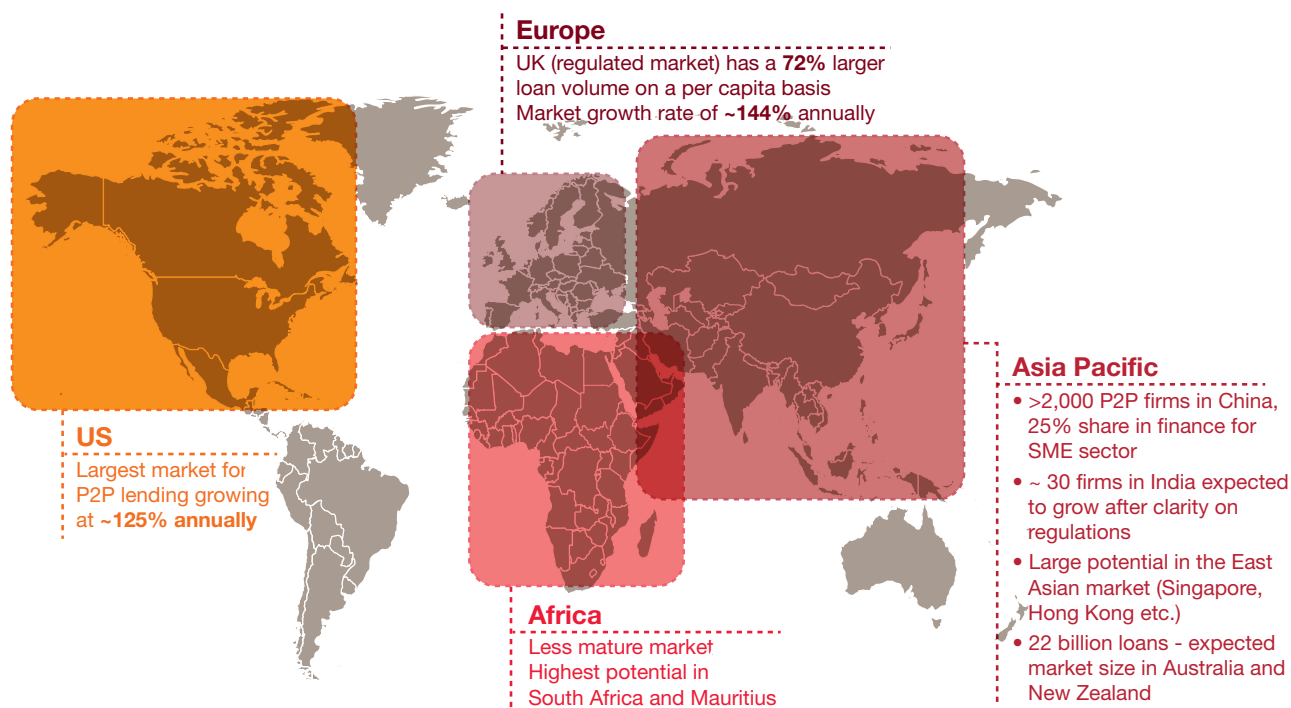 Europe
UK (regulated market) has a 72% larger
loan volume on a per capita basis
Market growth rate of ~144% annually
US
Largest market for
P2P lending growing
at ~125% annually
Africa
Less mature market
Highest potential in
South Africa and Mauritius
Asia Pacific
• >2,000 P2P firms in China,
25% share in finance for
SME sector
• ~ 30 firms in India expected
to grow after clarity on
regulations
• Large potential in the East
Asian market (Singapore,
Hong Kong etc.)
• 22 billion loans - expected
market size in Australia and
New Zealand